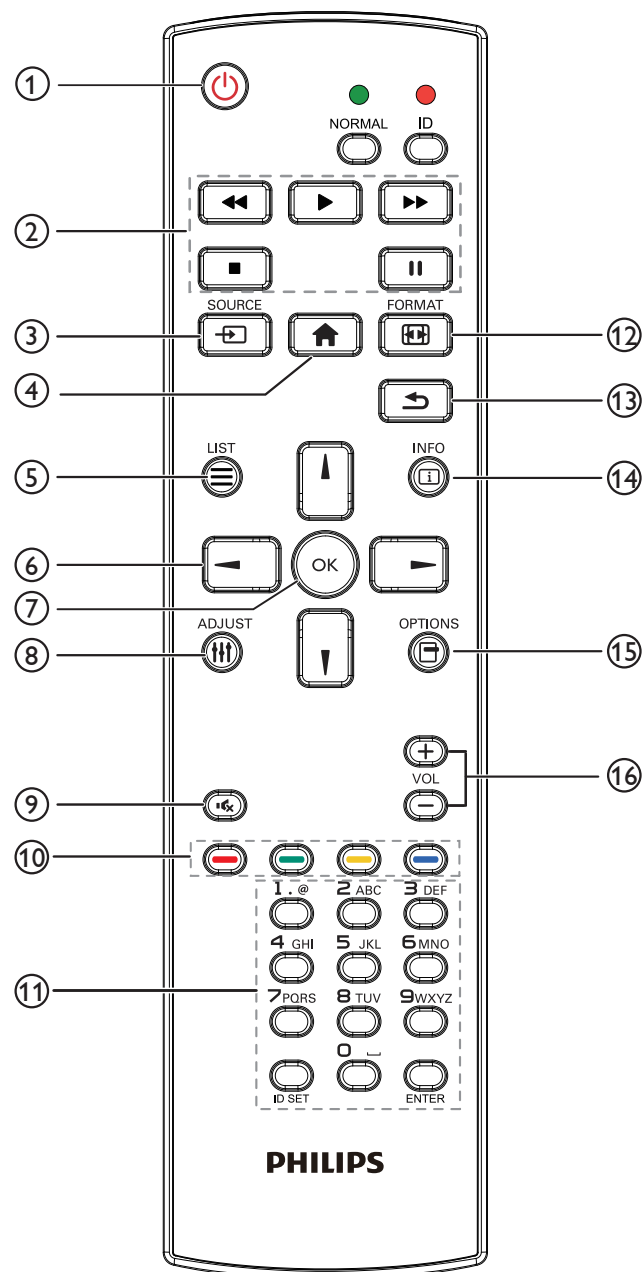 1
NORMAL ID
2
SOURCE FORMAT
3
12
4
13
LIST INFO
5
14
6
OK
7
ADJUST OPTIONS
8
15
VOL
16
9
10
1 . @ 2 ABC 3 DEF
4 GHI 5 JKL 6 MNO
11
7 PQRS 8 TUV 9 WXYZ
0 ⎵
ID SET ENTER
PHILIPS